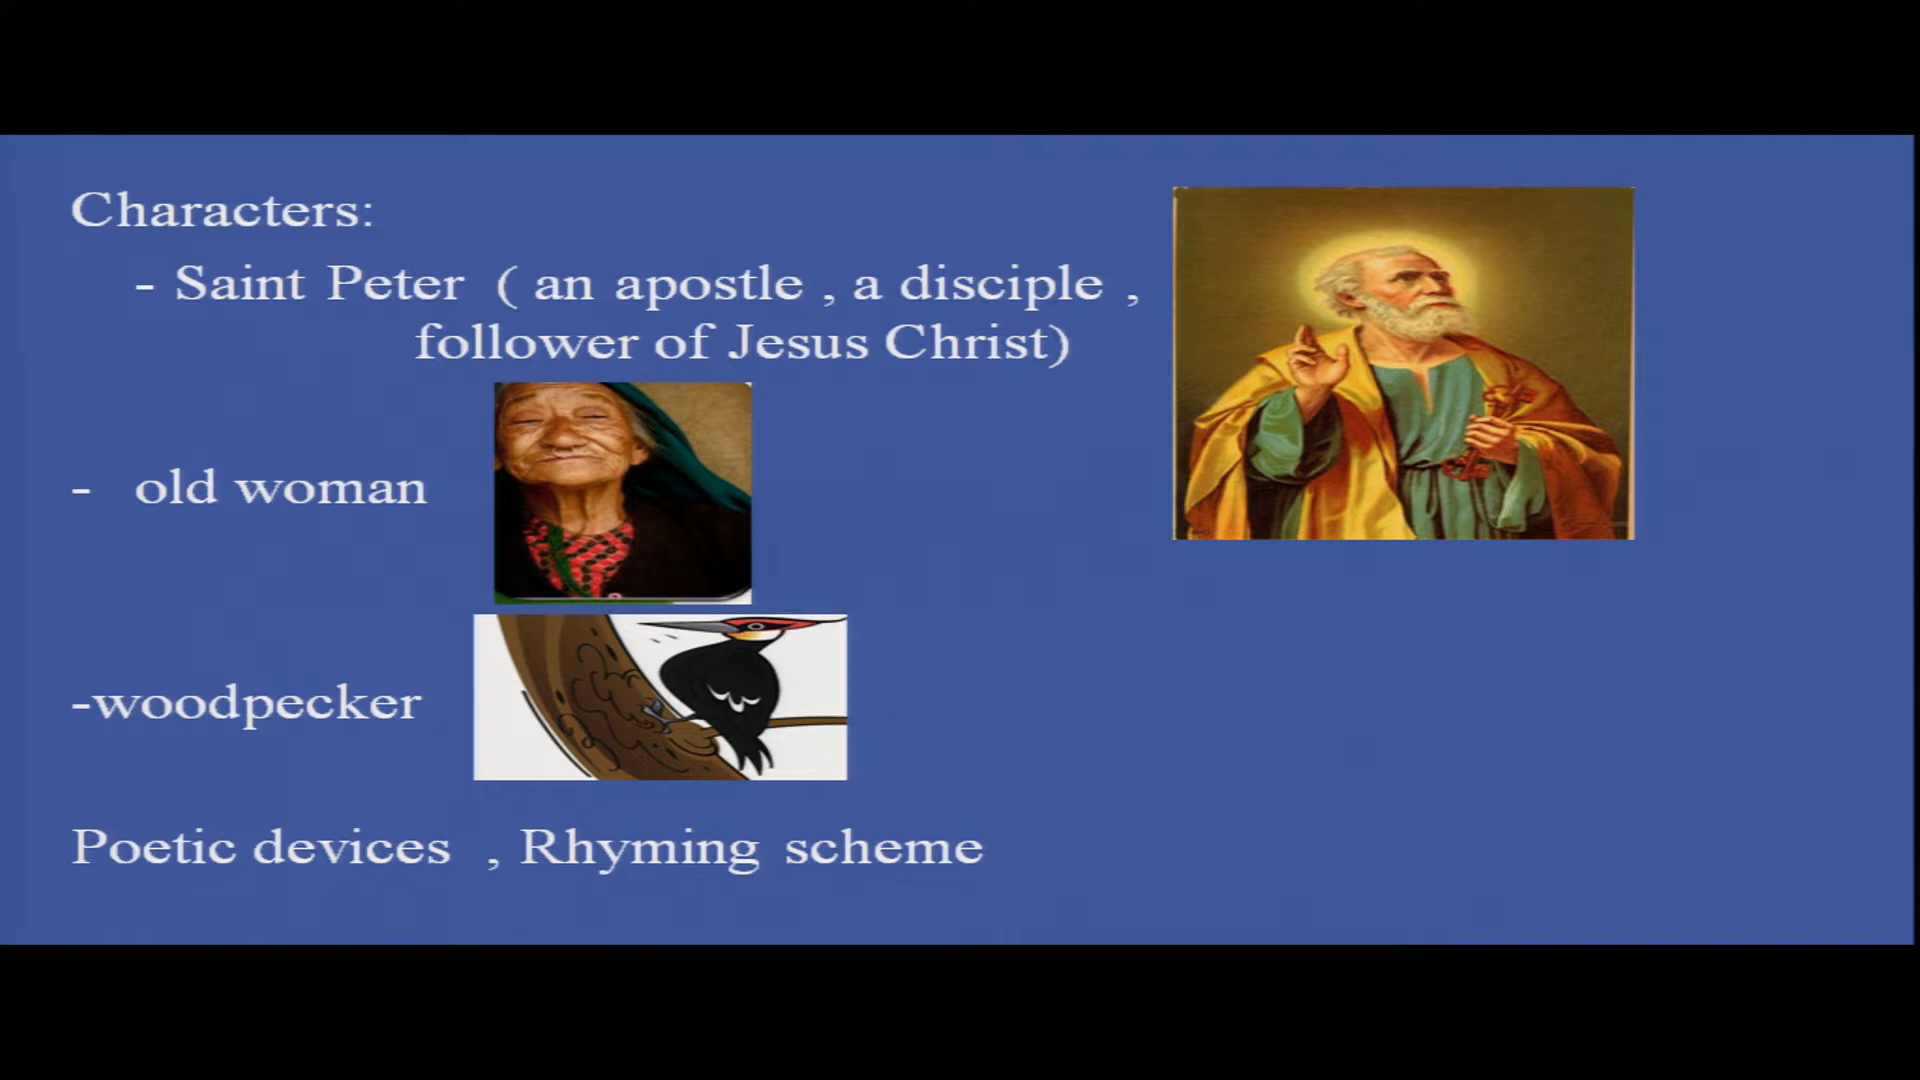 Characters:
- Saint Peter ( an apostle , a disciple ,
follower of Jesus Christ)
- old woman
-woodpecker
Poetic devices , Rhyming scheme